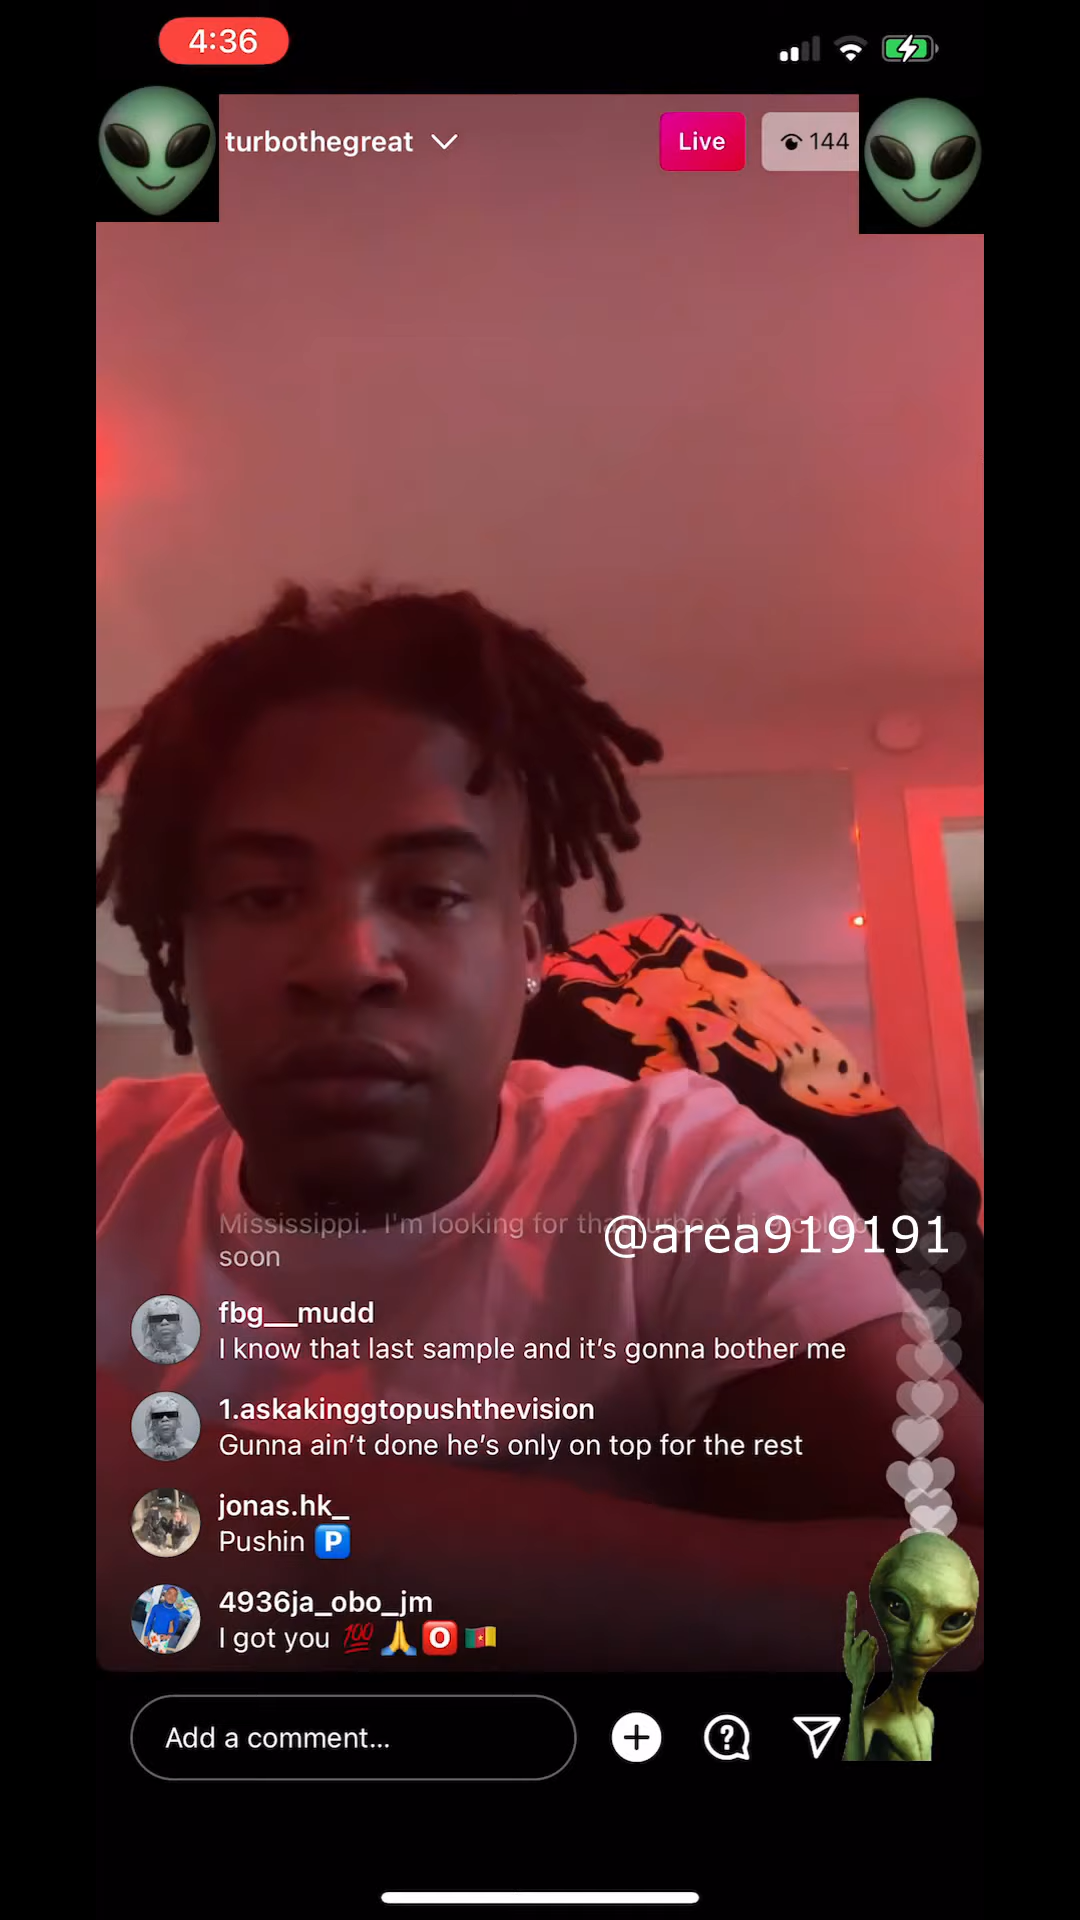 4:36
turbothegreat
Live
144
Mississippi. I'm looking for
soon
@area919191
fbg__mudd
I know that last sample and it's gonna bother me
1.askakinggtopushthevision
Gunna ain't done he's only on top for the rest
jonas.hk_
Pushin 🅿️
4936ja_obo_jm
I got you 💯🙏🅾️🇨🇲
Add a comment...